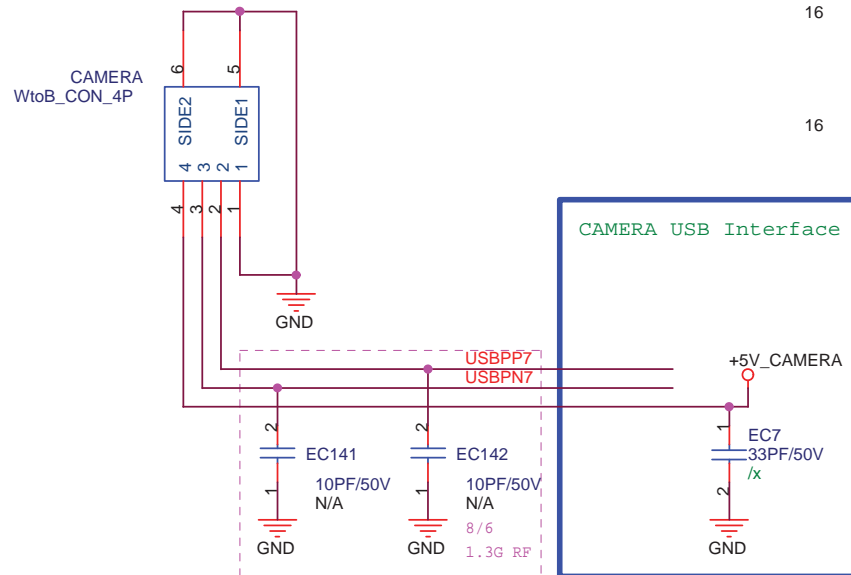 16
6
5
CAMERA
WtoB_CON_4P
SIDE2
SIDE1
16
4
3
2
1
4
3
2
1
CAMERA USB Interface
GND
USBPP7
+5V_CAMERA
USBPN7
2
2
1
EC141
EC142
EC7
33PF/50V
/x
10PF/50V
10PF/50V
1
1
2
N/A
N/A
8/6
GND
GND
1.3G RF
GND